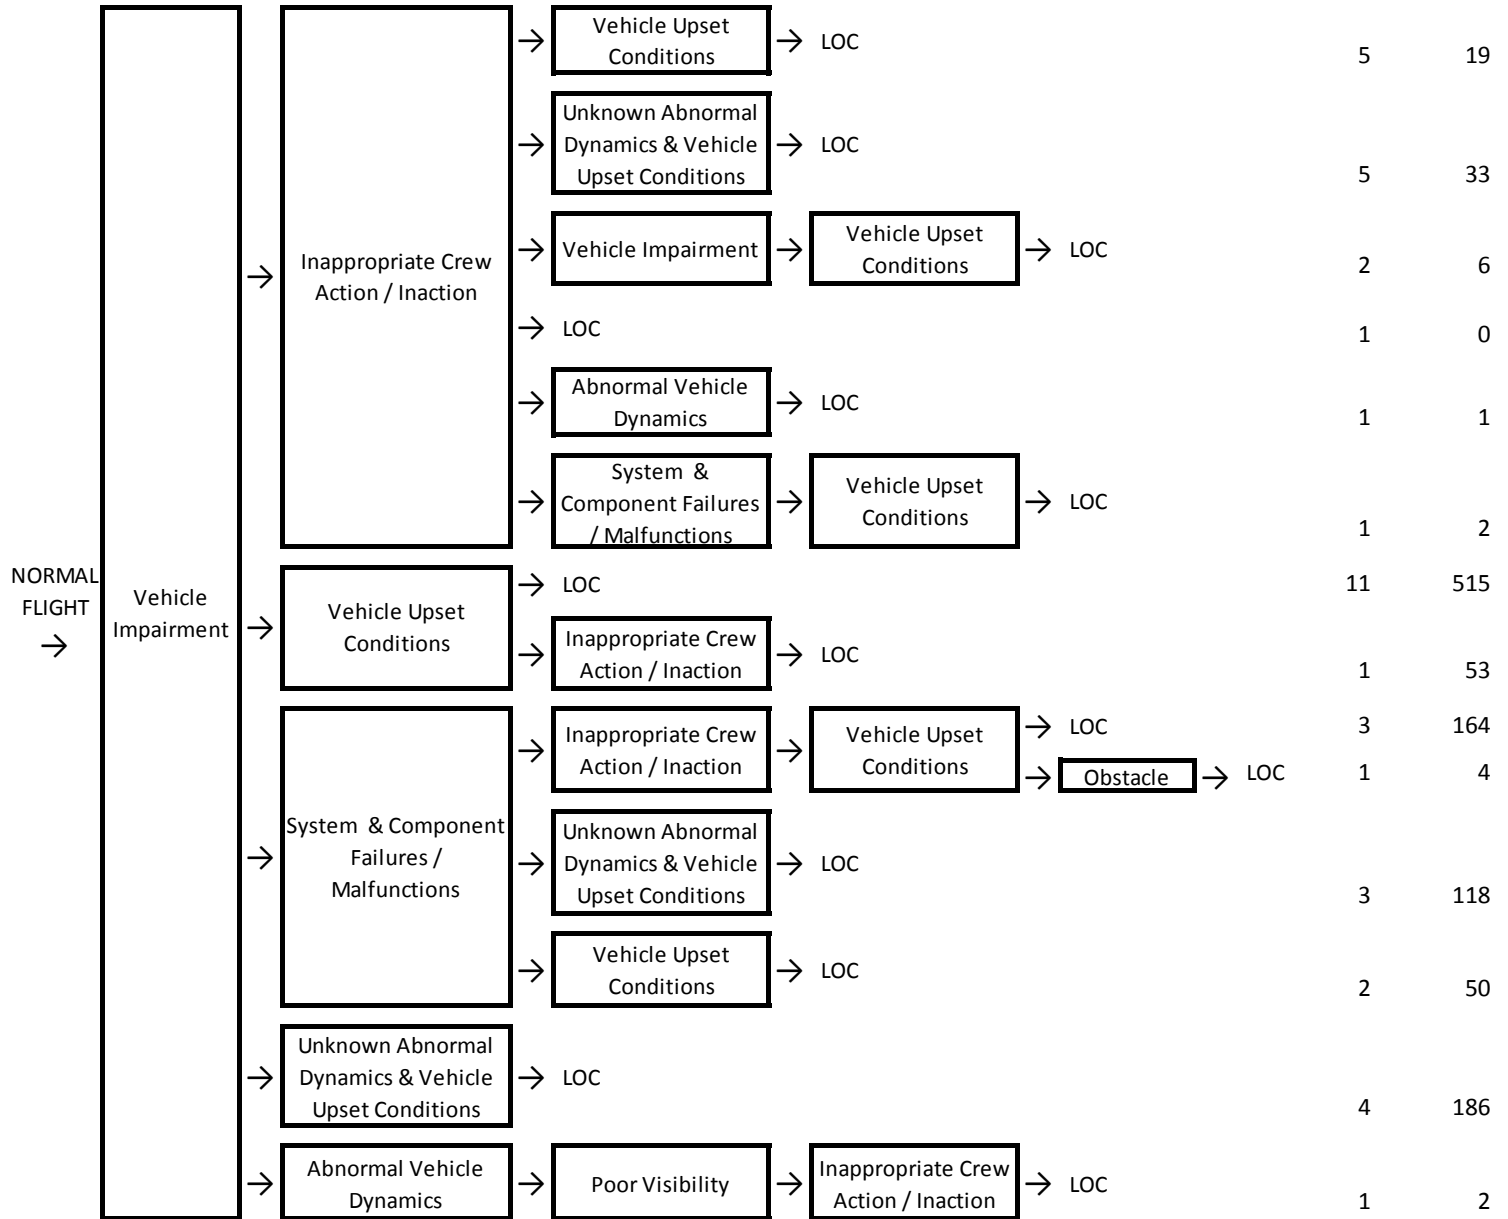 Vehicle Upset
Conditions
→ LOC
5 19
Unknown Abnormal
Dynamics & Vehicle
Upset Conditions
→ LOC
5 33
Inappropriate Crew
Action / Inaction
Vehicle Impairment
Vehicle Upset
Conditions
→ LOC
2 6
→ LOC
1 0
Abnormal Vehicle
Dynamics
→ LOC
1 1
System & 
Component Failures
/ Malfunctions
Vehicle Upset
Conditions
→ LOC
1 2
NORMAL
FLIGHT
→
Vehicle
Impairment
Vehicle Upset
Conditions
→ LOC
11 515
Inappropriate Crew
Action / Inaction
→ LOC
1 53
System & Component
Failures /
Malfunctions
Inappropriate Crew
Action / Inaction
Vehicle Upset
Conditions
→ LOC
3 164
Obstacle
→ LOC
1 4
Unknown Abnormal
Dynamics & Vehicle
Upset Conditions
→ LOC
3 118
Vehicle Upset
Conditions
→ LOC
2 50
Unknown Abnormal
Dynamics & Vehicle
Upset Conditions
→ LOC
4 186
Abnormal Vehicle
Dynamics
Poor Visibility
Inappropriate Crew
Action / Inaction
→ LOC
1 2